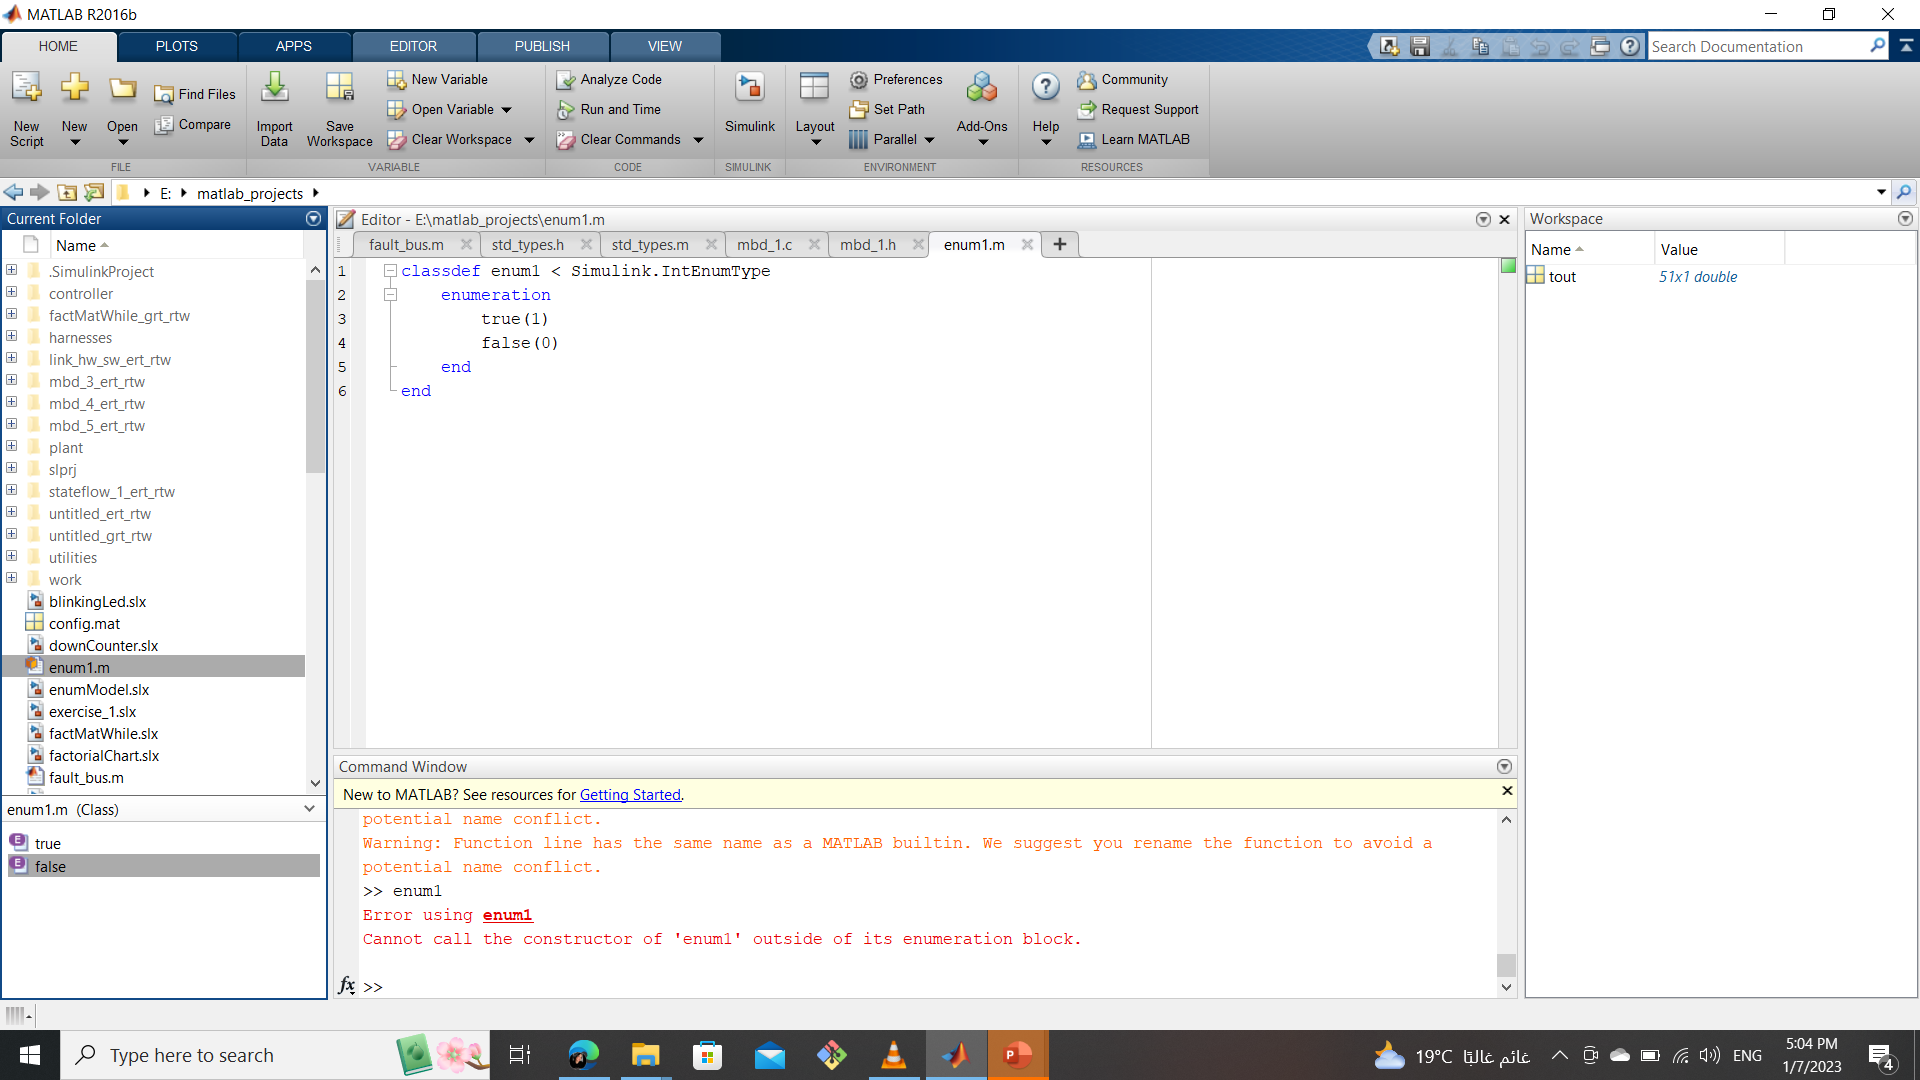 MATLAB R2016b
HOME
PLOTS
APPS
EDITOR
PUBLISH
VIEW
Search Documentation
New Script
New
Open
Find Files
Compare
FILE
Import Data
Save Workspace
New Variable
Open Variable
Clear Workspace
VARIABLE
Analyze Code
Run and Time
Clear Commands
CODE
Simulink
SIMULINK
Layout
Preferences
Set Path
Parallel
Add-Ons
ENVIRONMENT
Help
Community
Request Support
Learn MATLAB
RESOURCES
E: matlab_projects
Current Folder
Name
.SimulinkProject
controller
factMatWhile_grt_rtw
harnesses
link_hw_sw_ert_rtw
mbd_3_ert_rtw
mbd_4_ert_rtw
mbd_5_ert_rtw
plant
slprj
stateflow_1_ert_rtw
untitled_ert_rtw
untitled_grt_rtw
utilities
work
blinkingLed.slx
config.mat
downCounter.slx
enum1.m
enumModel.slx
exercise_1.slx
factMatWhile.slx
factorialChart.slx
fault_bus.m
enum1.m (Class)
true
false
Editor - E:\matlab_projects\enum1.m
fault_bus.m
std_types.h
std_types.m
mbd_1.c
mbd_1.h
enum1.m
1 classdef enum1 < Simulink.IntEnumType
2 enumeration
3 true(1)
4 false(0)
5 end
6 end
Command Window
New to MATLAB? See resources for Getting Started.
potential name conflict.
Warning: Function line has the same name as a MATLAB builtin. We suggest you rename the function to avoid a
potential name conflict.
>> enum1
Error using enum1
Cannot call the constructor of 'enum1' outside of its enumeration block.
fx >>
Workspace
Name Value
tout 51x1 double
Type here to search
19°C غائم غالبًا
ENG
5:04 PM
1/7/2023
4